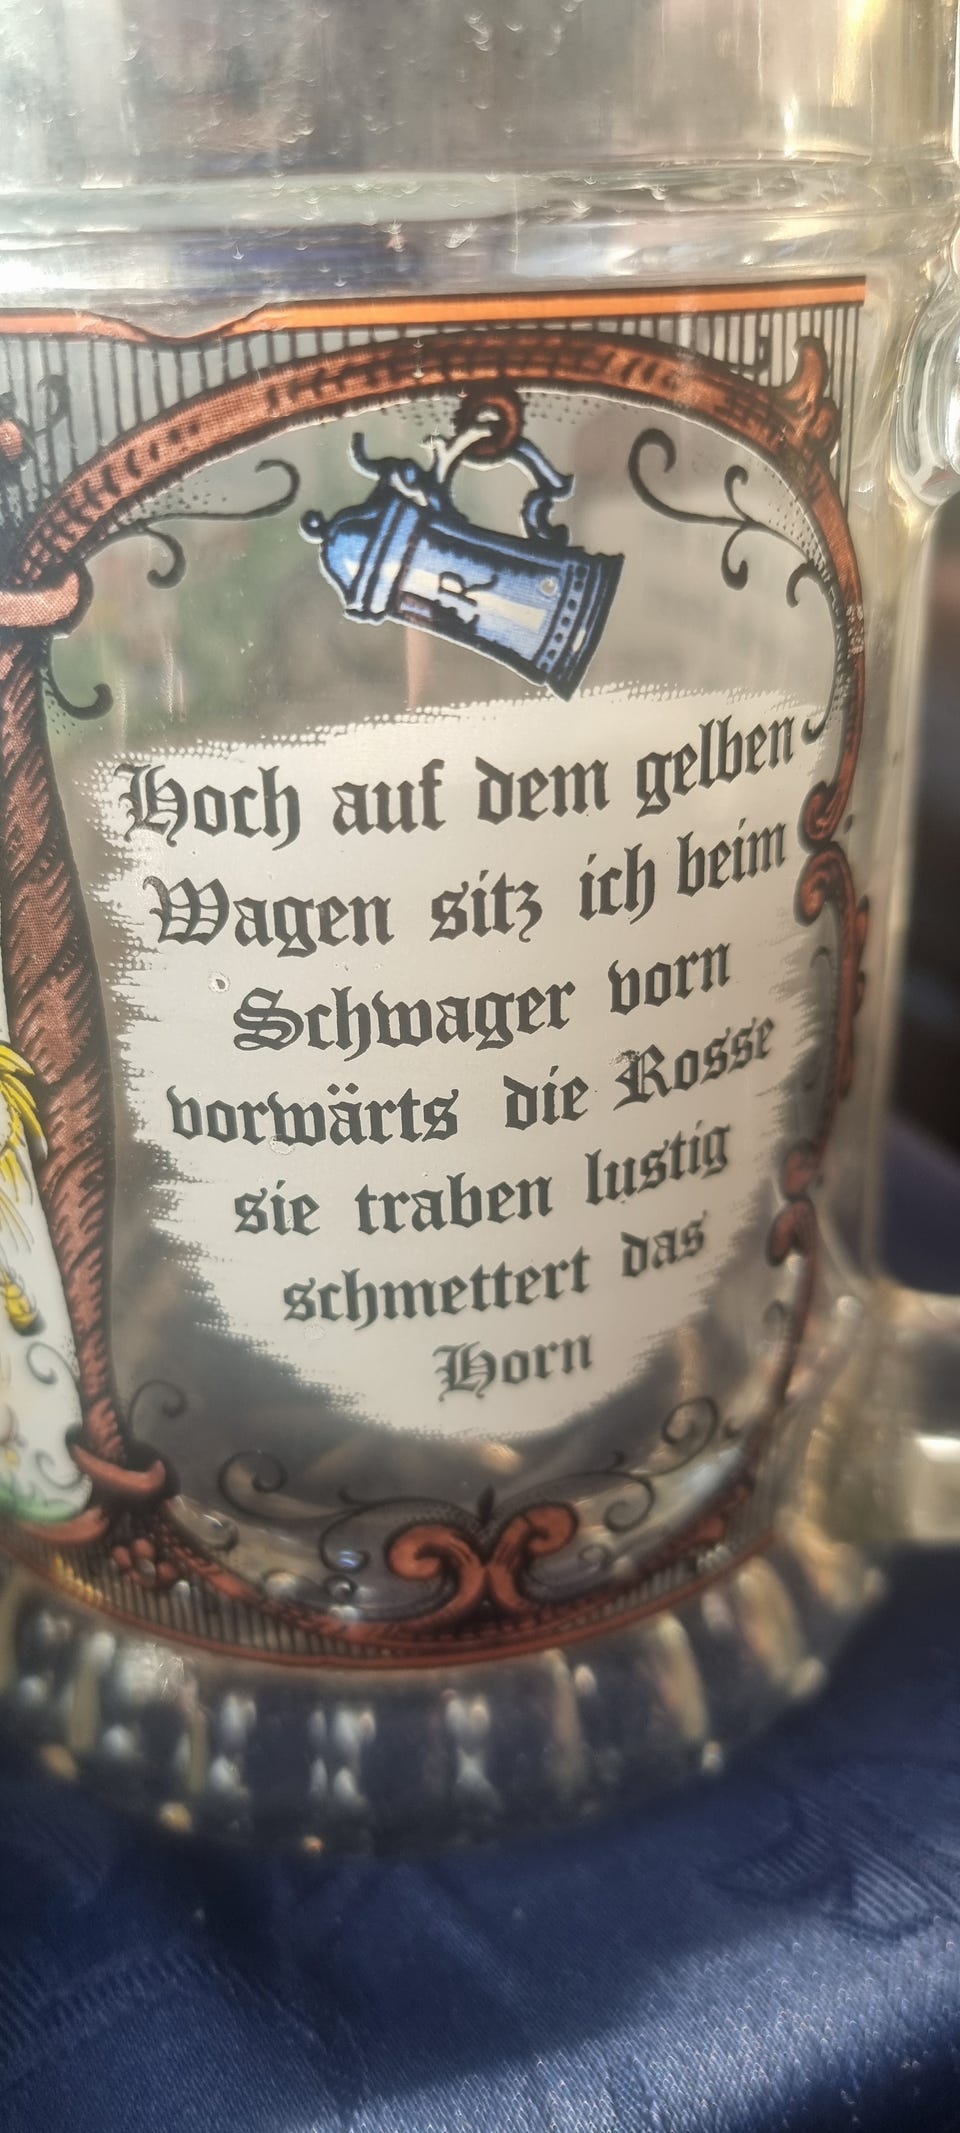 R
Hoch auf dem gelben
Wagen sitz ich beim
Schwager vorn
vorwärts die Rosse
sie traben lustig
schmettert das
Horn